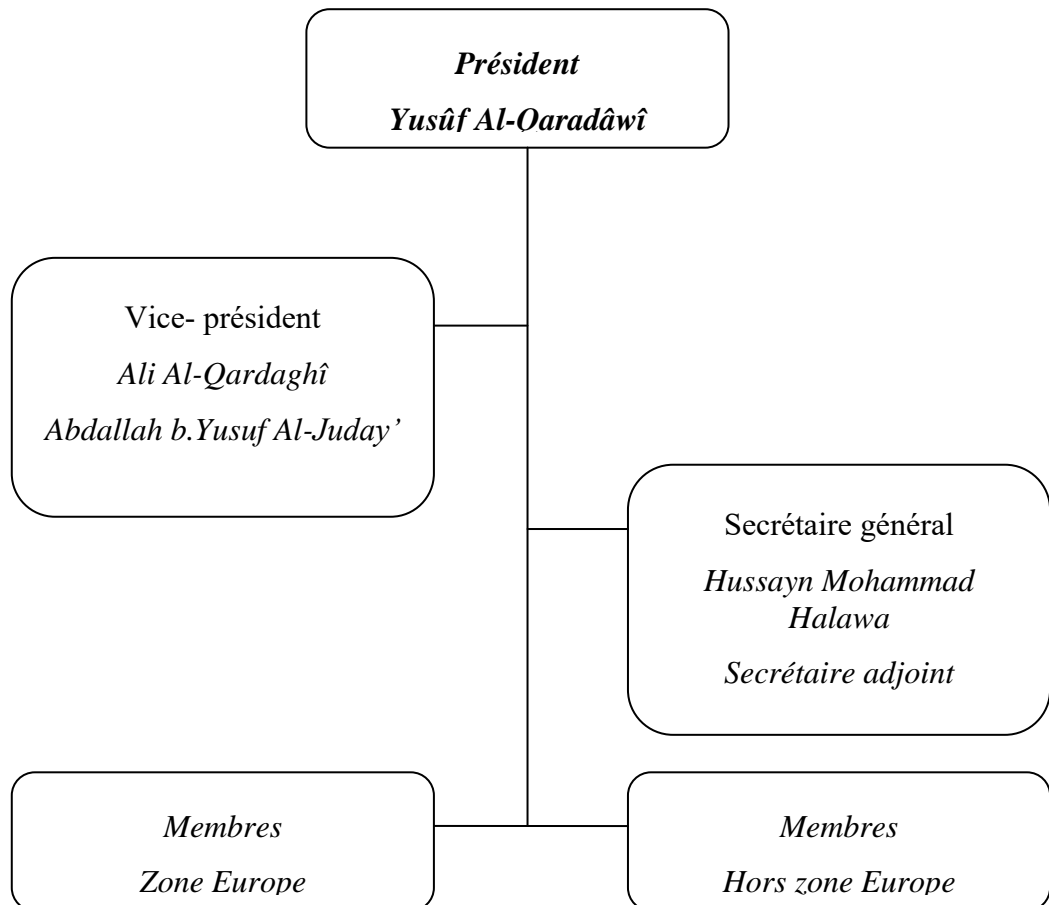 Président
Yusûf Al-Qaradâwî
Vice- président
Ali Al-Qardaghî
Abdallah b.Yusuf Al-Juday’
Secrétaire général
Hussayn Mohammad
Halawa
Secrétaire adjoint
Membres
Zone Europe
Membres
Hors zone Europe